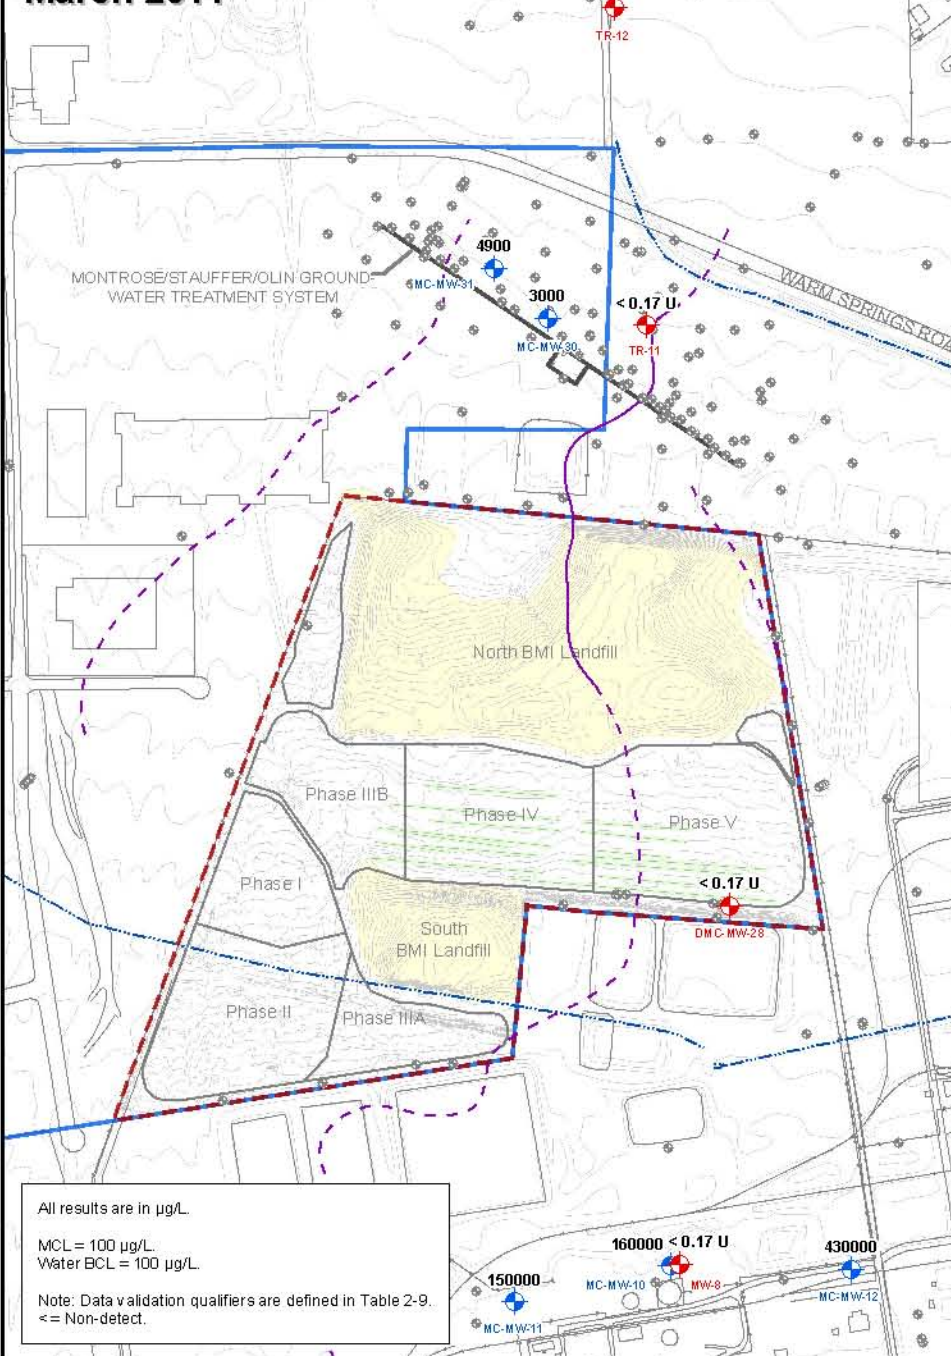 TR-12
4900
MONTROSE/STAUFFER/OLIN GROUND-
WATER TREATMENT SYSTEM
MC-MW-31
3000
<0.17 U
WARM SPRINGS ROA
MC-MW-30
TR-11
North BMI Landfill
Phase IIIB
Phase IV
Phase V
Phase I
<0.17 U
South
BMI Landfill
DMC-MW-28
Phase II
Phase IIIA
All results are in µg/L.
MCL = 100 µg/L.
Water BCL = 100 µg/L.
Note: Data validation qualifiers are defined in Table 2-9.
< = Non-detect.
160000 <0.17 U
430000
150000
MC-MW-10
MW-8
MC-MW-12
MC-MW-11